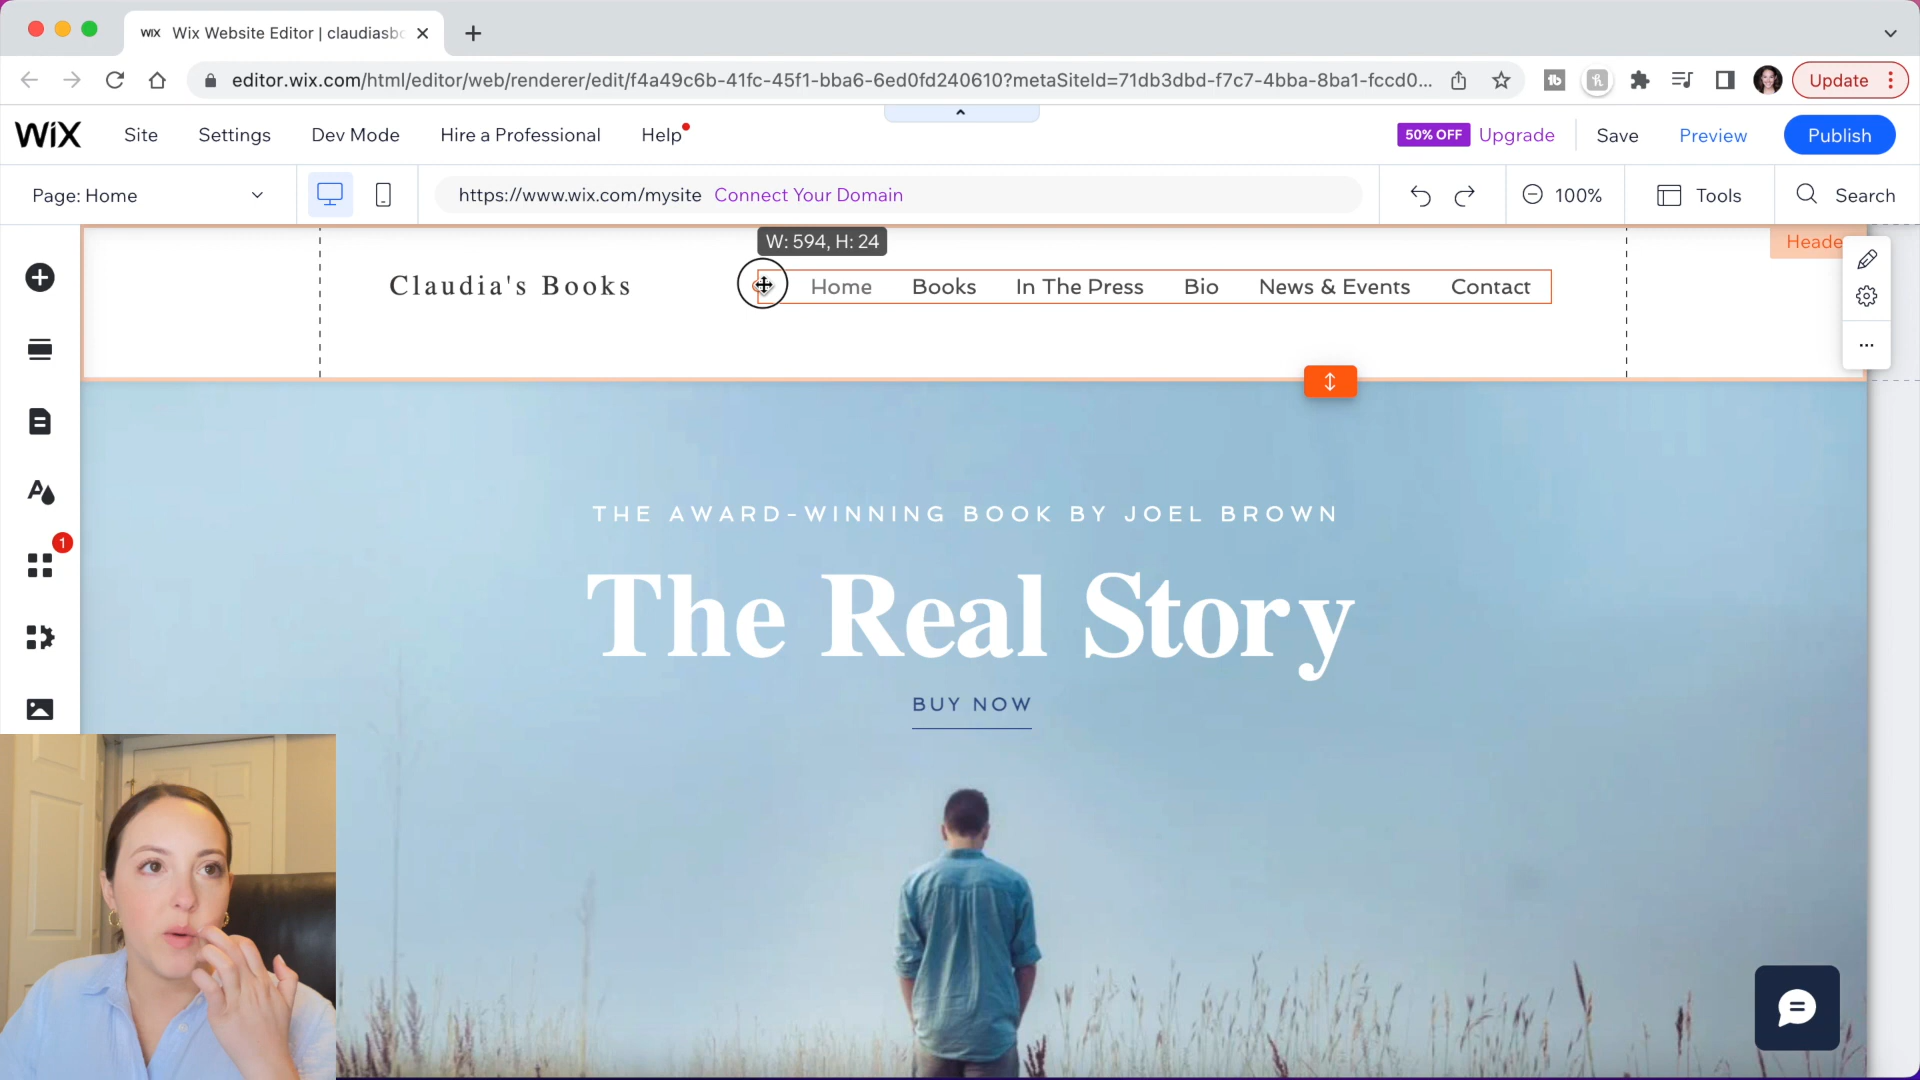 WIX Wix Website Editor | claudiasbo
editor.wix.com/html/editor/web/renderer/edit/f4a49c6b-41fc-45f1-bba6-6ed0fd240610?metaSiteId=71db3dbd-f7c7-4bba-8ba1-fccd0... Update
WIX Site Settings Dev Mode Hire a Professional Help 50% OFF Upgrade Save Preview Publish
Page: Home https://www.wix.com/mysite Connect Your Domain 100% Tools Search
W: 594, H: 24 Heade
Claudia's Books Home Books In The Press Bio News & Events Contact
1
THE AWARD-WINNING BOOK BY JOEL BROWN
The Real Story
BUY NOW